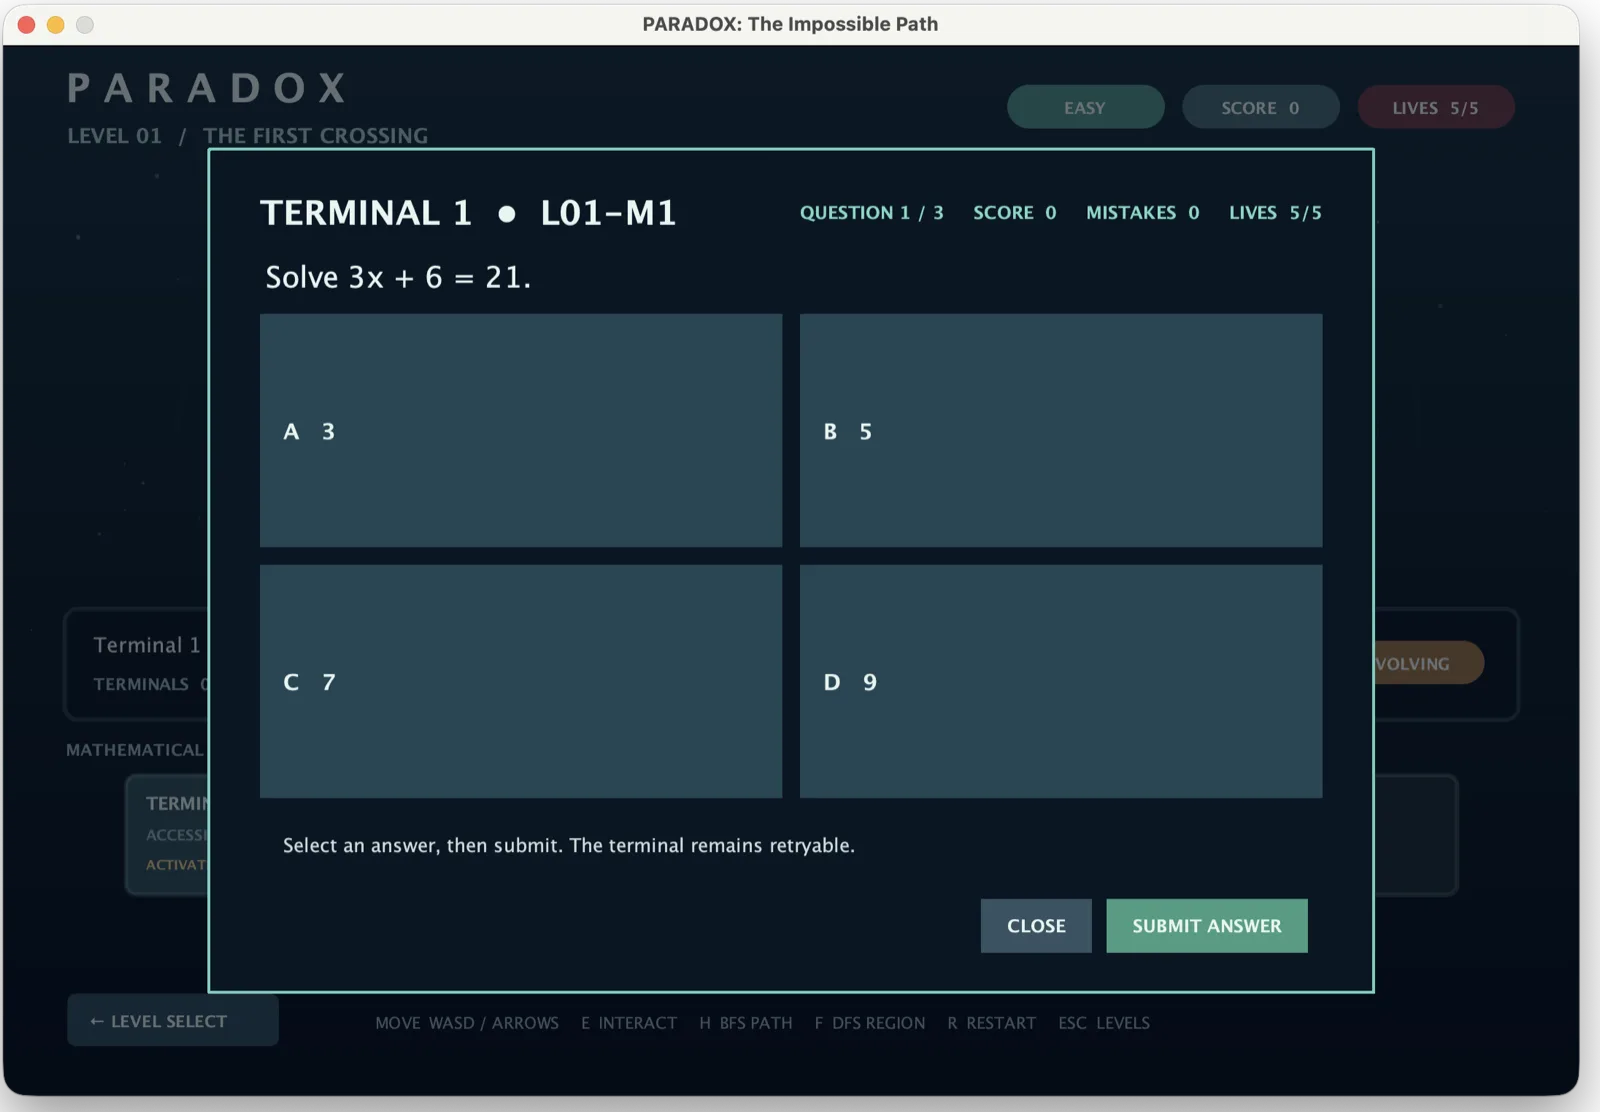 PARADOX: The Impossible Path
PARADOX
LEVEL 01 / THE FIRST CROSSING
EASY
SCORE 0
LIVES 5/5
TERMINAL 1 ● L01-M1
QUESTION 1 / 3 SCORE 0 MISTAKES 0 LIVES 5/5
Solve 3x + 6 = 21.
A 3
B 5
C 7
D 9
Terminal 1
TERMINALS
VOLVING
MATHEMATICAL
TERMIN
ACCESSI
ACTIVAT
Select an answer, then submit. The terminal remains retryable.
CLOSE
SUBMIT ANSWER
← LEVEL SELECT
MOVE WASD / ARROWS E INTERACT H BFS PATH F DFS REGION R RESTART ESC LEVELS